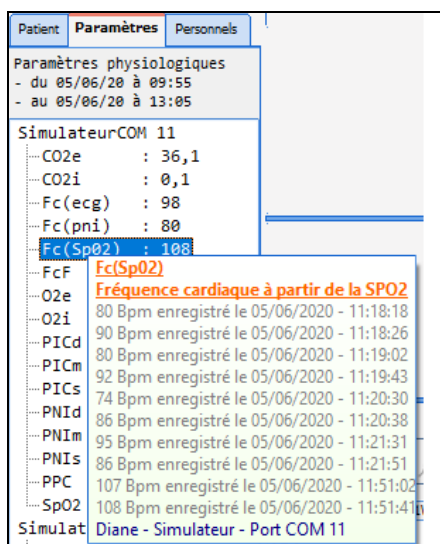 Patient Paramètres Personnels
Paramètres physiologiques
- du 05/06/20 à 09:55
- au 05/06/20 à 13:05
SimulateurCOM 11
CO2e : 36,1
CO2i : 0,1
Fc(ecg) : 98
Fc(pni) : 80
Fc(Sp02) : 108
FcF
O2e
O2i
PICd
PICm
PICs
PNId
PNIm
PNIs
PPC
SpO2
Simulat
Fc(Sp02)
Fréquence cardiaque à partir de la SPO2
80 Bpm enregistré le 05/06/2020 - 11:18:18
90 Bpm enregistré le 05/06/2020 - 11:18:26
80 Bpm enregistré le 05/06/2020 - 11:19:02
92 Bpm enregistré le 05/06/2020 - 11:19:43
74 Bpm enregistré le 05/06/2020 - 11:20:30
86 Bpm enregistré le 05/06/2020 - 11:20:38
95 Bpm enregistré le 05/06/2020 - 11:21:31
86 Bpm enregistré le 05/06/2020 - 11:21:51
107 Bpm enregistré le 05/06/2020 - 11:51:02
108 Bpm enregistré le 05/06/2020 - 11:51:41
Diane - Simulateur - Port COM 11